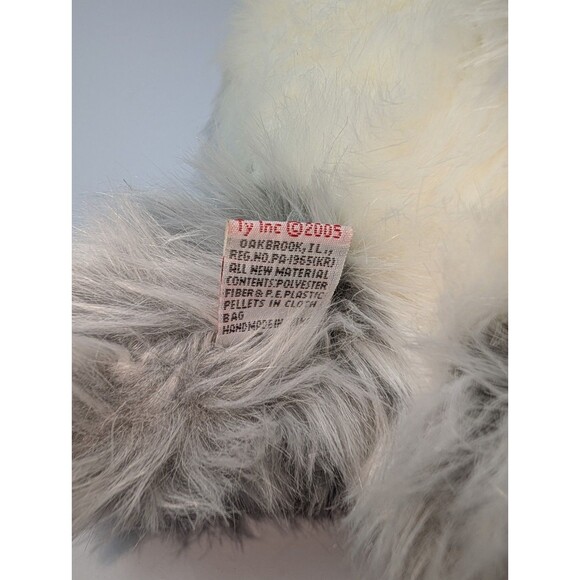 Ty Inc ©2005
OAKBROOK, IL.,
REG.NO.PA-1965(KR)
ALL NEW MATERIAL
CONTENTS:POLYESTER
FIBER & P.E.PLASTIC
PELLETS IN CLOTH
BAG
HANDMADE IN